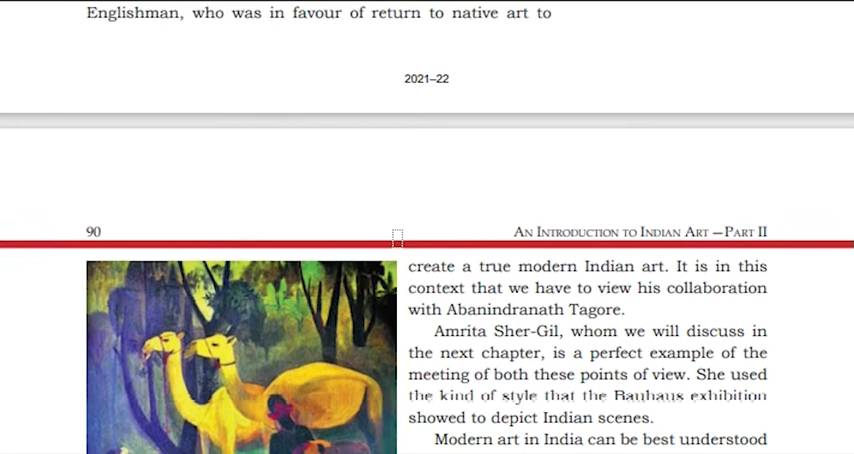 Englishman, who was in favour of return to native art to
2021–22
90
AN INTRODUCTION TO INDIAN ART – PART II
create a true modern Indian art. It is in this
context that we have to view his collaboration
with Abanindranath Tagore.
Amrita Sher-Gil, whom we will discuss in
the next chapter, is a perfect example of the
meeting of both these points of view. She used
the kind of style that the Bauhaus exhibition
showed to depict Indian scenes.
Modern art in India can be best understood